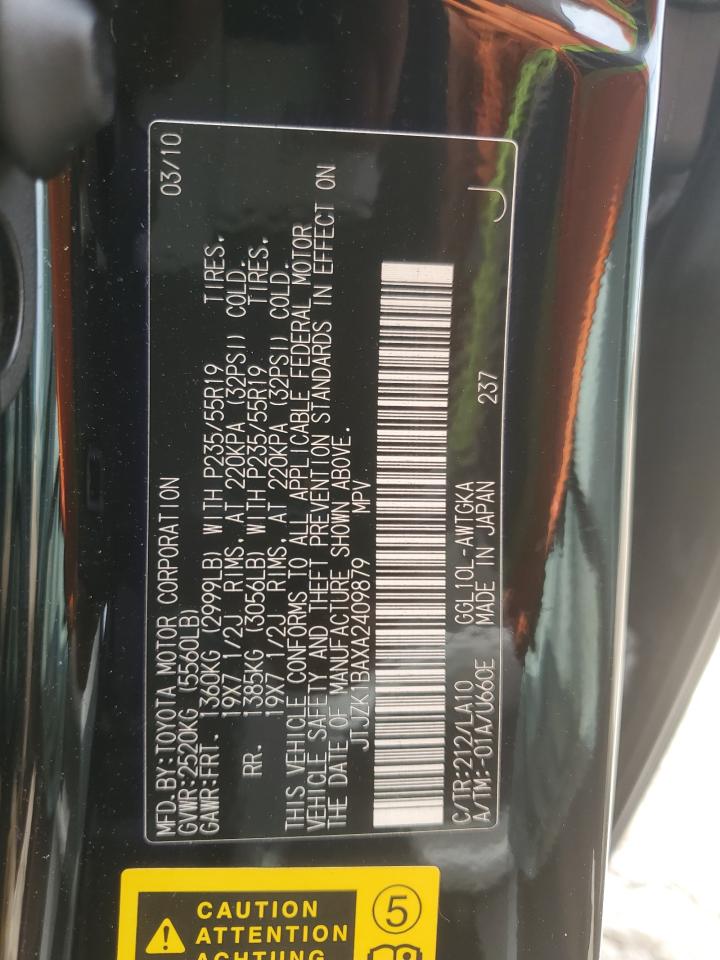 MFD.BY:TOYOTA MOTOR CORPORATION 03/10
GVWR:2520KG (5560LB)
GAWR:FRT. 1360KG (2999LB) WITH P235/55R19 TIRES.
19X7 1/2J RIMS, AT 220KPA (32PSI) COLD.
RR. 1385KG (3056LB) WITH P235/55R19 TIRES.
19X7 1/2J RIMS, AT 220KPA (32PSI) COLD.
THIS VEHICLE CONFORMS TO ALL APPLICABLE FEDERAL MOTOR
VEHICLE SAFETY AND THEFT PREVENTION STANDARDS IN EFFECT ON
THE DATE OF MANUFACTURE SHOWN ABOVE.
JTJZK1BAXA2409879 MPV
C/TR:212/LA10 GGL10L-AWTGKA
A/TM:-01A/U660E MADE IN JAPAN 237 J
CAUTION
ATTENTION
ACHTUNG
5